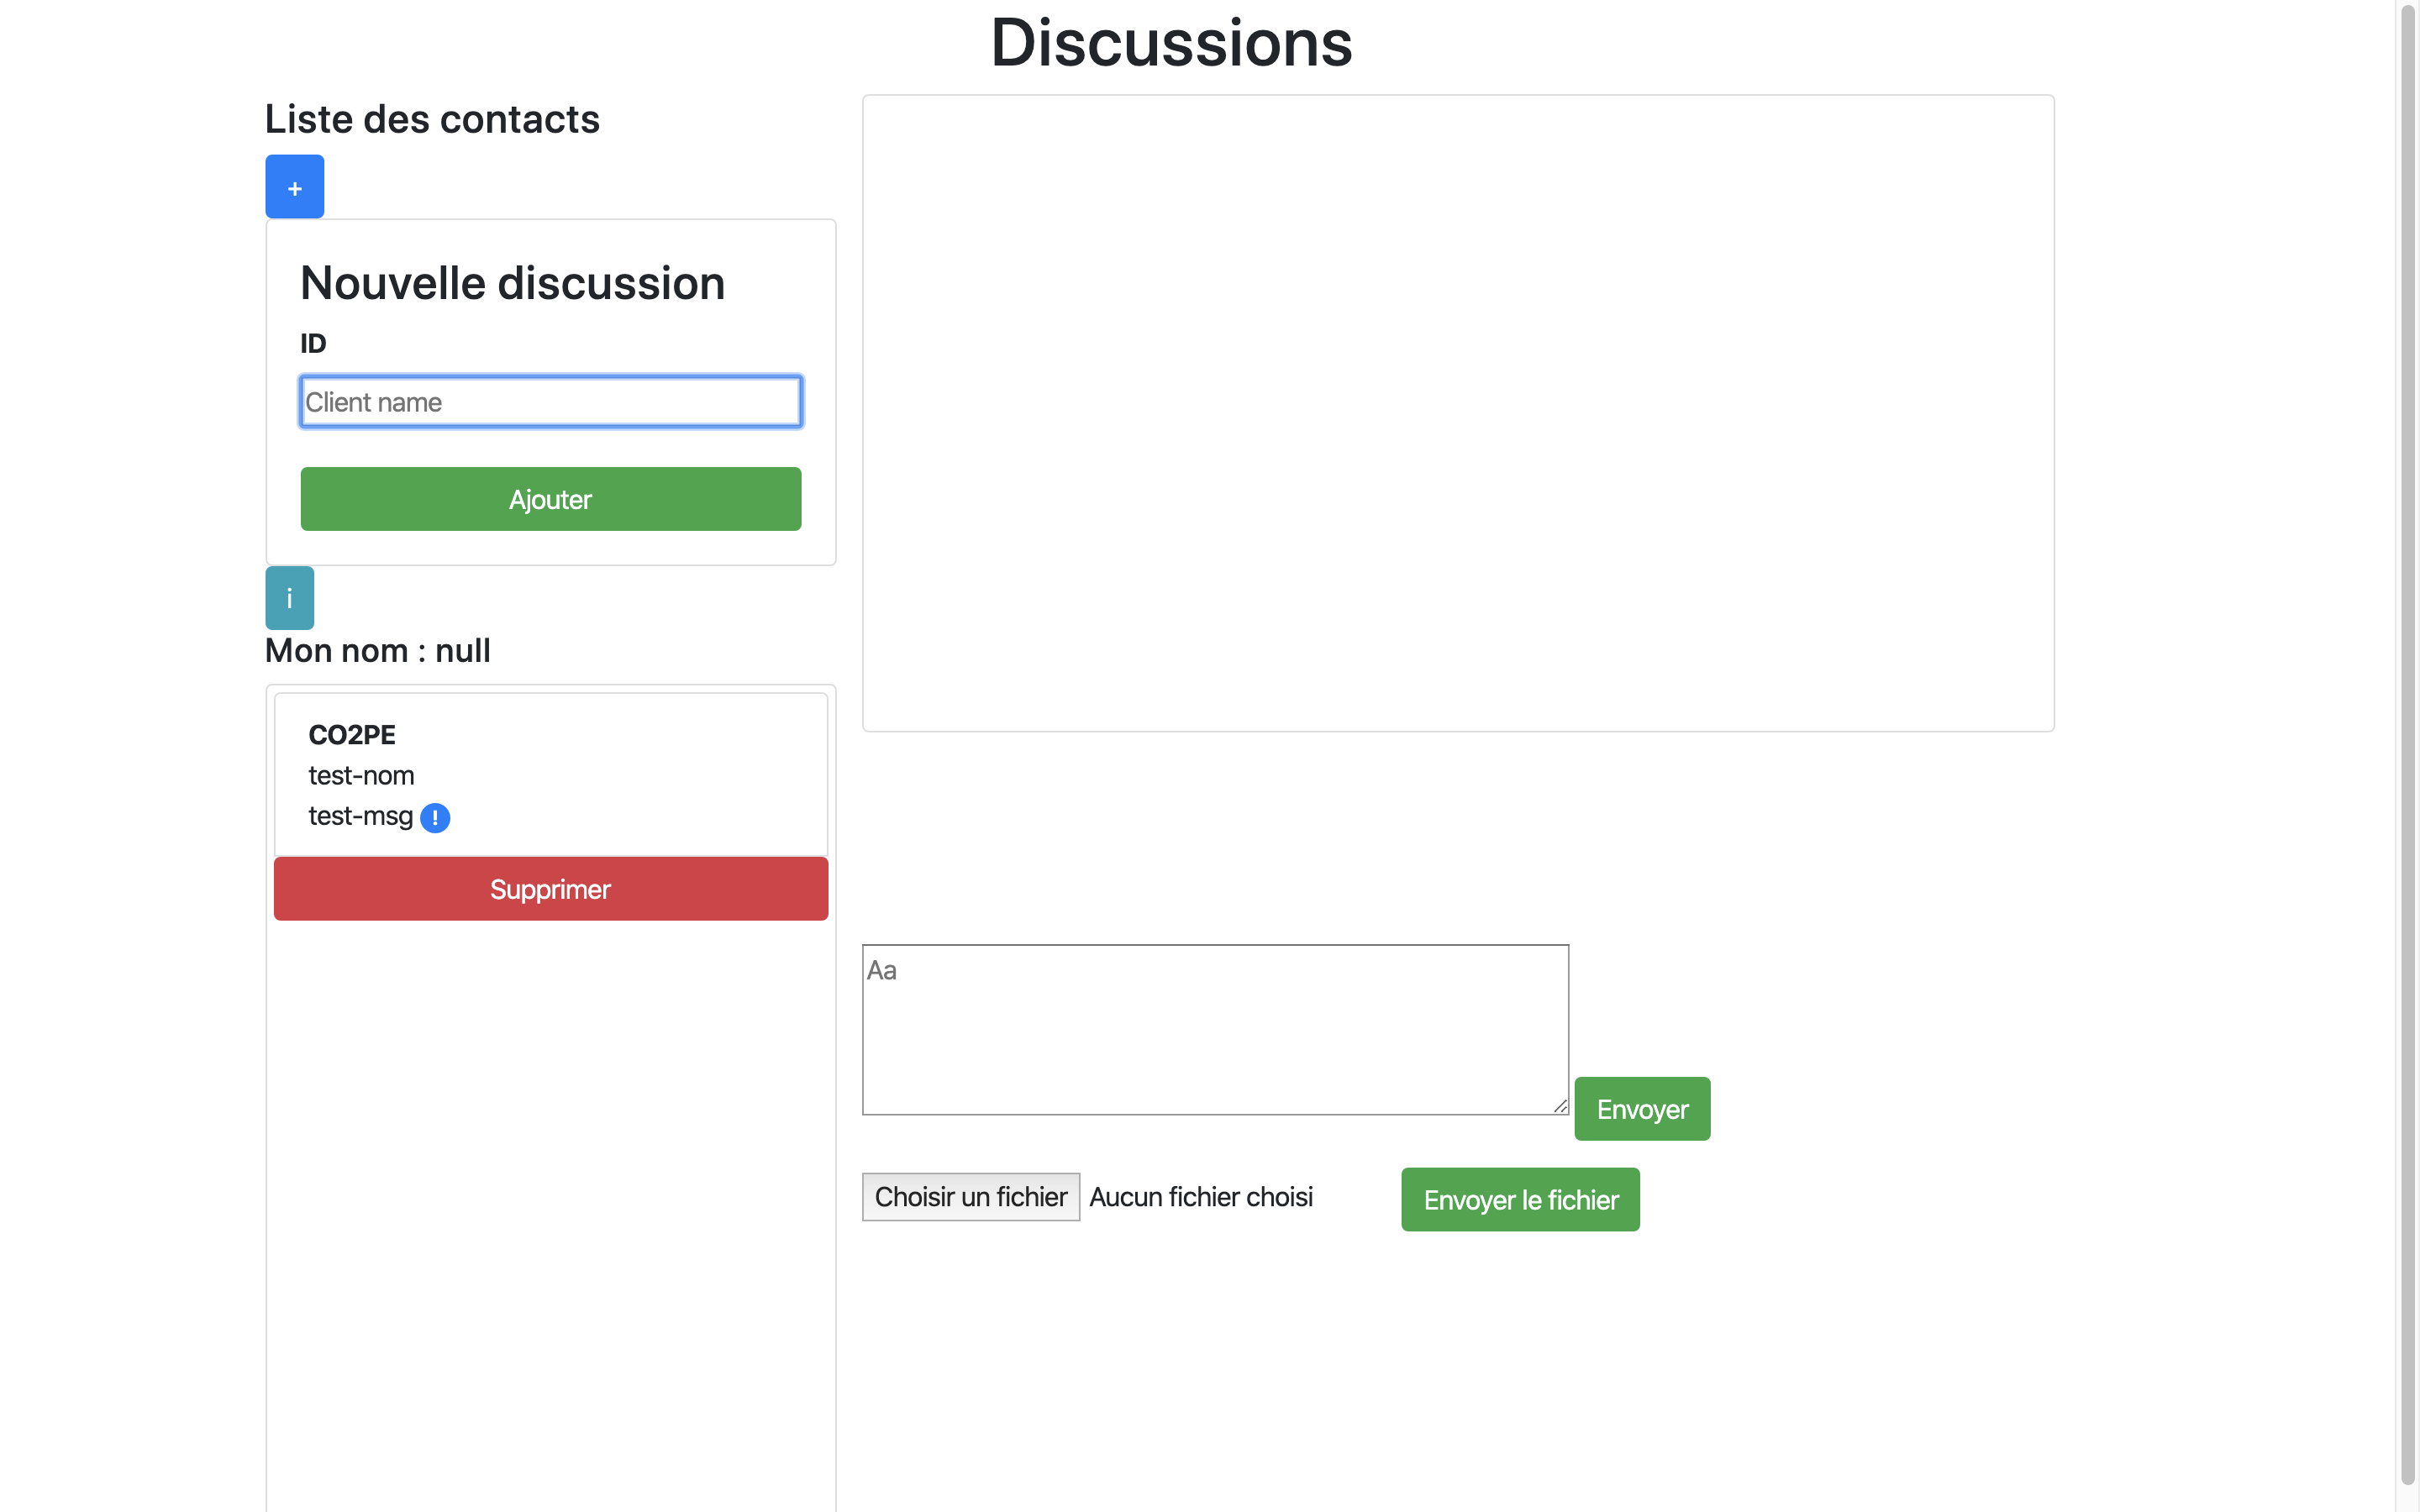 Discussions
Liste des contacts
+
Nouvelle discussion
ID
Client name
Ajouter
i
Mon nom : null
CO2PE
test-nom
test-msg !
Supprimer
Aa
Envoyer
Choisir un fichier Aucun fichier choisi
Envoyer le fichier